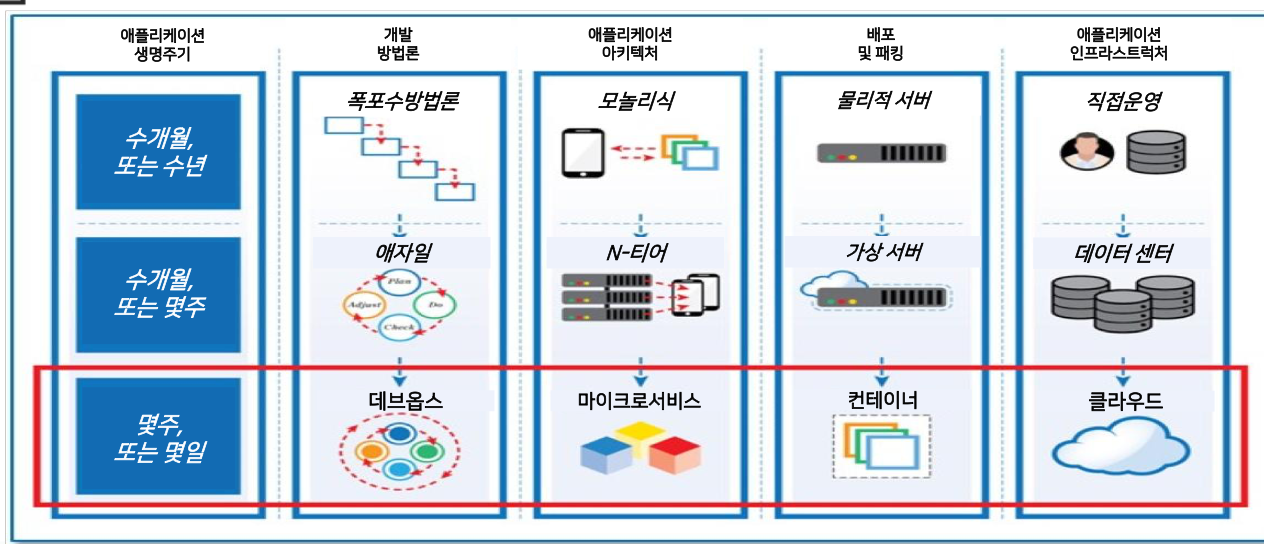 애플리케이션
생명주기
개발
방법론
애플리케이션
아키텍처
배포
및 패킹
애플리케이션
인프라스트럭처
수개월,
또는 수년
폭포수방법론
모놀리식
물리적 서버
직접운영
수개월,
또는 몇주
애자일
Plan
Adjust
Do
Check
N-티어
가상 서버
데이터 센터
몇주,
또는 몇일
데브옵스
마이크로서비스
컨테이너
클라우드